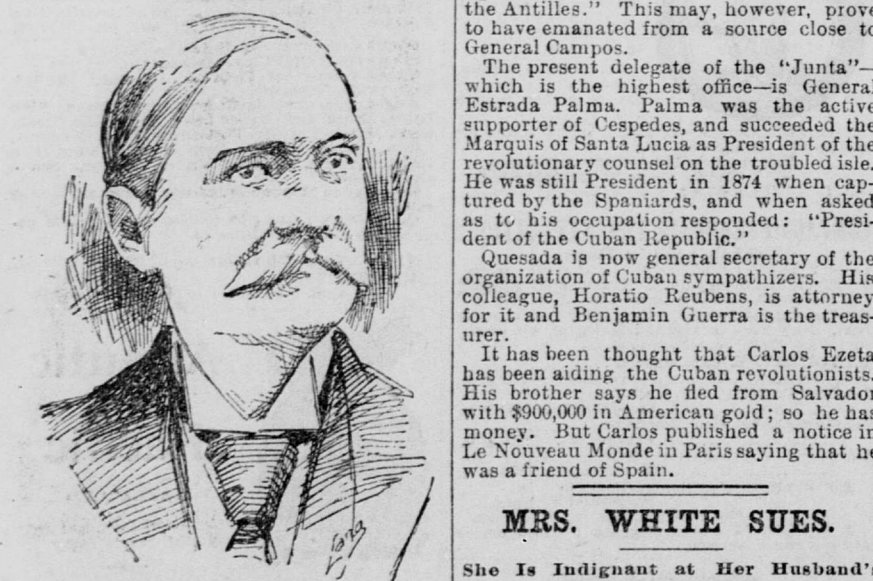 the Antilles." This may, however, prove
to have emanated from a source close to
General Campos.
The present delegate of the "Junta"—
which is the highest office—is General
Estrada Palma. Palma was the active
supporter of Cespedes, and succeeded the
Marquis of Santa Lucia as President of the
revolutionary counsel on the troubled isle.
He was still President in 1874 when cap-
tured by the Spaniards, and when asked
as to his occupation responded: "Presi-
dent of the Cuban Republic."
Quesada is now general secretary of the
organization of Cuban sympathizers. His
colleague, Horatio Reubens, is attorney
for it and Benjamin Guerra is the treas-
urer.
It has been thought that Carlos Ezeta
has been aiding the Cuban revolutionists.
His brother says he fled from Salvador
with $900,000 in American gold; so he has
money. But Carlos published a notice in
Le Nouveau Monde in Paris saying that he
was a friend of Spain.
MRS. WHITE SUES.
She Is Indignant at Her Husband's